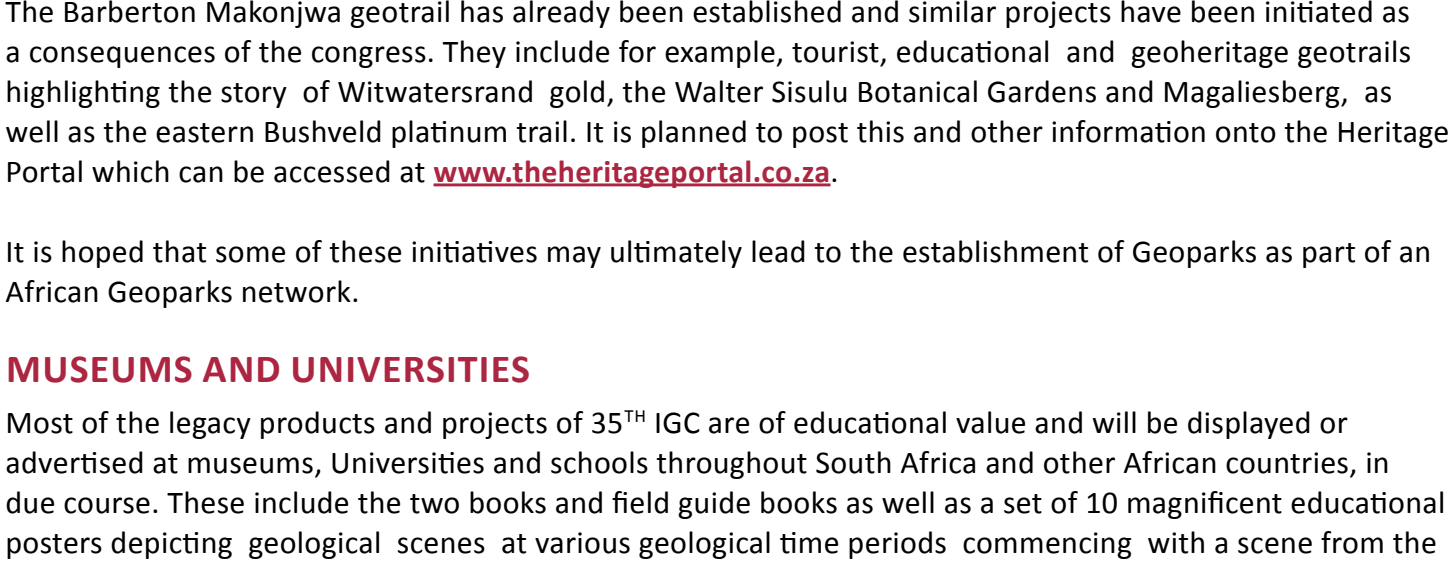 The Barberton Makonjwa geotrail has already been established and similar projects have been initiated as
a consequences of the congress. They include for example, tourist, educational and geoheritage geotrails
highlighting the story of Witwatersrand gold, the Walter Sisulu Botanical Gardens and Magaliesberg, as
well as the eastern Bushveld platinum trail. It is planned to post this and other information onto the Heritage
Portal which can be accessed at www.theheritageportal.co.za.
It is hoped that some of these initiatives may ultimately lead to the establishment of Geoparks as part of an
African Geoparks network.
MUSEUMS AND UNIVERSITIES
Most of the legacy products and projects of 35TH IGC are of educational value and will be displayed or
advertised at museums, Universities and schools throughout South Africa and other African countries, in
due course. These include the two books and field guide books as well as a set of 10 magnificent educational
posters depicting geological scenes at various geological time periods commencing with a scene from the